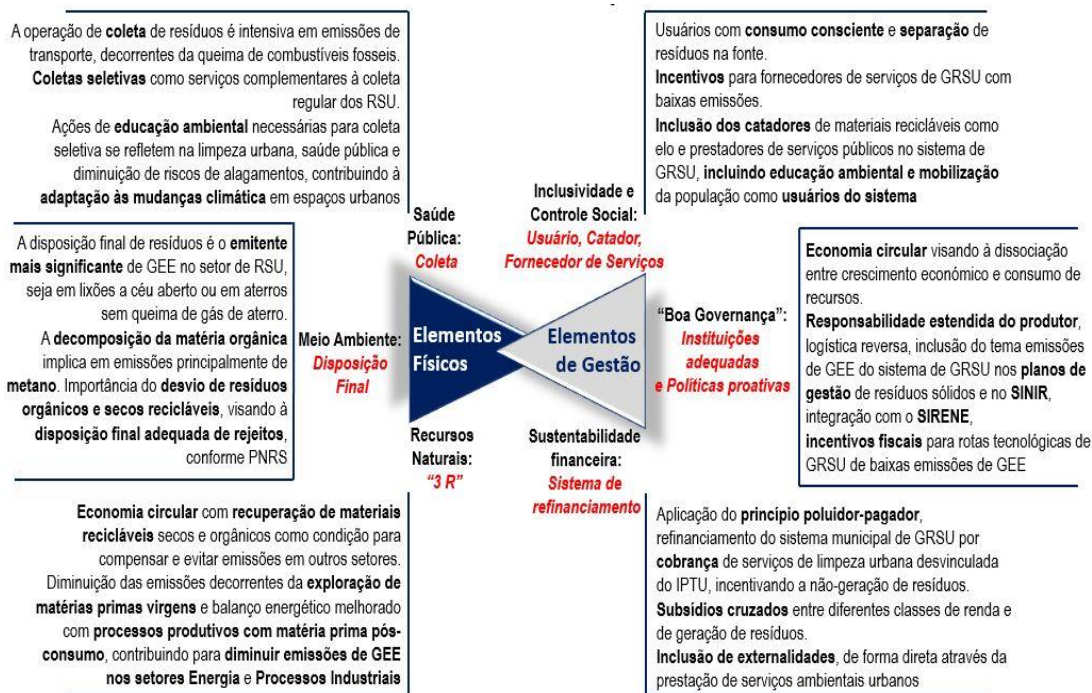 A operação de coleta de resíduos é intensiva em emissões de
transporte, decorrentes da queima de combustíveis fosseis.
Coletas seletivas como serviços complementares à coleta
regular dos RSU.
Ações de educação ambiental necessárias para coleta
seletiva se refletem na limpeza urbana, saúde pública e
diminuição de riscos de alagamentos, contribuindo à
adaptação às mudanças climática em espaços urbanos
Usuários com consumo consciente e separação de
resíduos na fonte.
Incentivos para fornecedores de serviços de GRSU com
baixas emissões.
Inclusão dos catadores de materiais recicláveis como
elo e prestadores de serviços públicos no sistema de
GRSU, incluindo educação ambiental e mobilização
da população como usuários do sistema
Saúde
Pública:
Coleta
Inclusividade e
Controle Social:
Usuário, Catador,
Fornecedor de Serviços
A disposição final de resíduos é o emitente
mais significante de GEE no setor de RSU,
seja em lixões a céu aberto ou em aterros
sem queima de gás de aterro.
A decomposição da matéria orgânica
implica em emissões principalmente de
metano. Importância do desvio de resíduos
orgânicos e secos recicláveis, visando à
disposição final adequada de rejeitos,
conforme PNRS
Meio Ambiente:
Disposição
Final
Elementos
Físicos
Elementos
de Gestão
"Boa Governança":
Instituições
adequadas
e Políticas proativas
Economia circular visando à dissociação
entre crescimento económico e consumo de
recursos.
Responsabilidade estendida do produtor,
logística reversa, inclusão do tema emissões
de GEE do sistema de GRSU nos planos de
gestão de resíduos sólidos e no SINIR,
integração com o SIRENE,
incentivos fiscais para rotas tecnológicas de
GRSU de baixas emissões de GEE
Recursos
Naturais:
"3 R"
Sustentabilidade
financeira:
Sistema de
refinanciamento
Economia circular com recuperação de materiais
recicláveis secos e orgânicos como condição para
compensar e evitar emissões em outros setores.
Diminuição das emissões decorrentes da exploração de
matérias primas virgens e balanço energético melhorado
com processos produtivos com matéria prima pós-
consumo, contribuindo para diminuir emissões de GEE
nos setores Energia e Processos Industriais
Aplicação do princípio poluidor-pagador,
refinanciamento do sistema municipal de GRSU por
cobrança de serviços de limpeza urbana desvinculada
do IPTU, incentivando a não-geração de resíduos.
Subsídios cruzados entre diferentes classes de renda e
de geração de resíduos.
Inclusão de externalidades, de forma direta através da
prestação de serviços ambientais urbanos